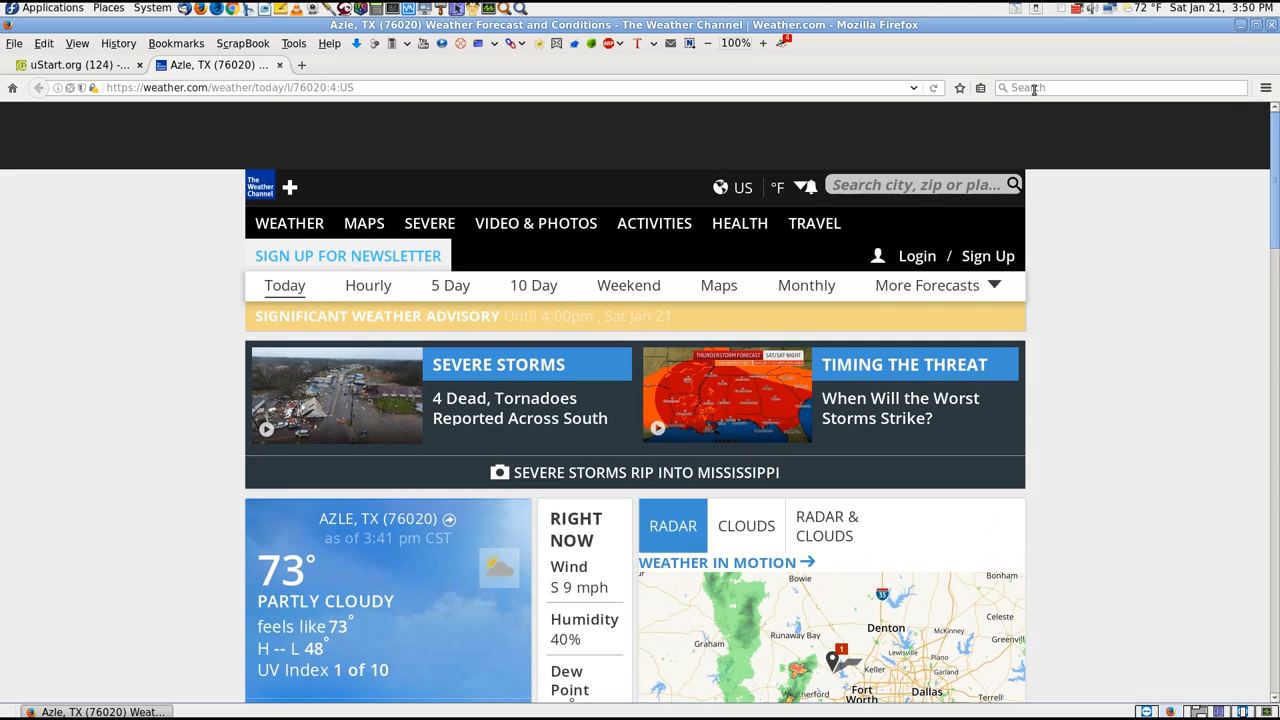 Applications Places System 72 °F Sat Jan 21, 3:50 PM
Azle, TX (76020) Weather Forecast and Conditions - The Weather Channel | Weather.com - Mozilla Firefox
File Edit View History Bookmarks ScrapBook Tools Help 100% 4
uStart.org (124) -... × Azle, TX (76020) ... ×
https://weather.com/weather/today/l/76020:4:US Search
The Weather Channel
US °F Search city, zip or pla...
WEATHER MAPS SEVERE VIDEO & PHOTOS ACTIVITIES HEALTH TRAVEL
SIGN UP FOR NEWSLETTER Login / Sign Up
Today Hourly 5 Day 10 Day Weekend Maps Monthly More Forecasts
SIGNIFICANT WEATHER ADVISORY Until 4:00pm , Sat Jan 21
SEVERE STORMS
4 Dead, Tornadoes
Reported Across South
THUNDERSTORM FORECAST SAT/SAT NIGHT
TIMING THE THREAT
When Will the Worst
Storms Strike?
SEVERE STORMS RIP INTO MISSISSIPPI
AZLE, TX (76020)
as of 3:41 pm CST
73°
PARTLY CLOUDY
feels like 73°
H -- L 48°
UV Index 1 of 10
RIGHT
NOW
Wind
S 9 mph
Humidity
40%
Dew
Point
RADAR CLOUDS RADAR &
CLOUDS
WEATHER IN MOTION
Bowie
Bonham
35
Celeste
Denton
Graham
Runaway Bay
McKinney
Greenvil
Lewisville
Plano
1
Keller
Weatherford
Fort
Worth
Dallas
Terrell
Azle, TX (76020) Weat...